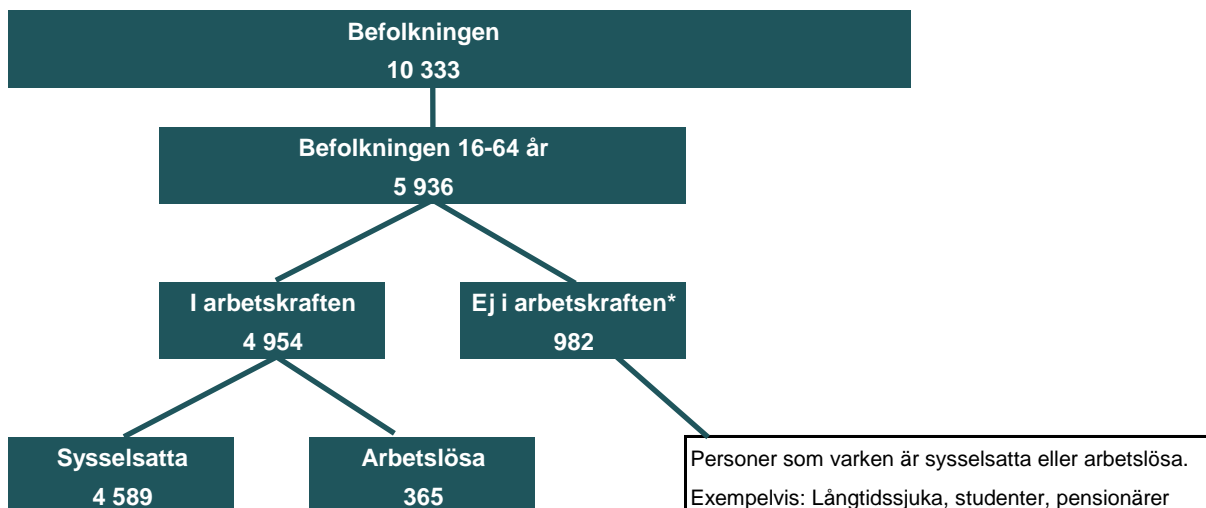 Befolkningen
10 333
Befolkningen 16-64 år
5 936
I arbetskraften
4 954
Ej i arbetskraften*
982
Sysselsatta
4 589
Arbetslösa
365
Personer som varken är sysselsatta eller arbetslösa.
Exempelvis: Långtidssjuka, studenter, pensionärer